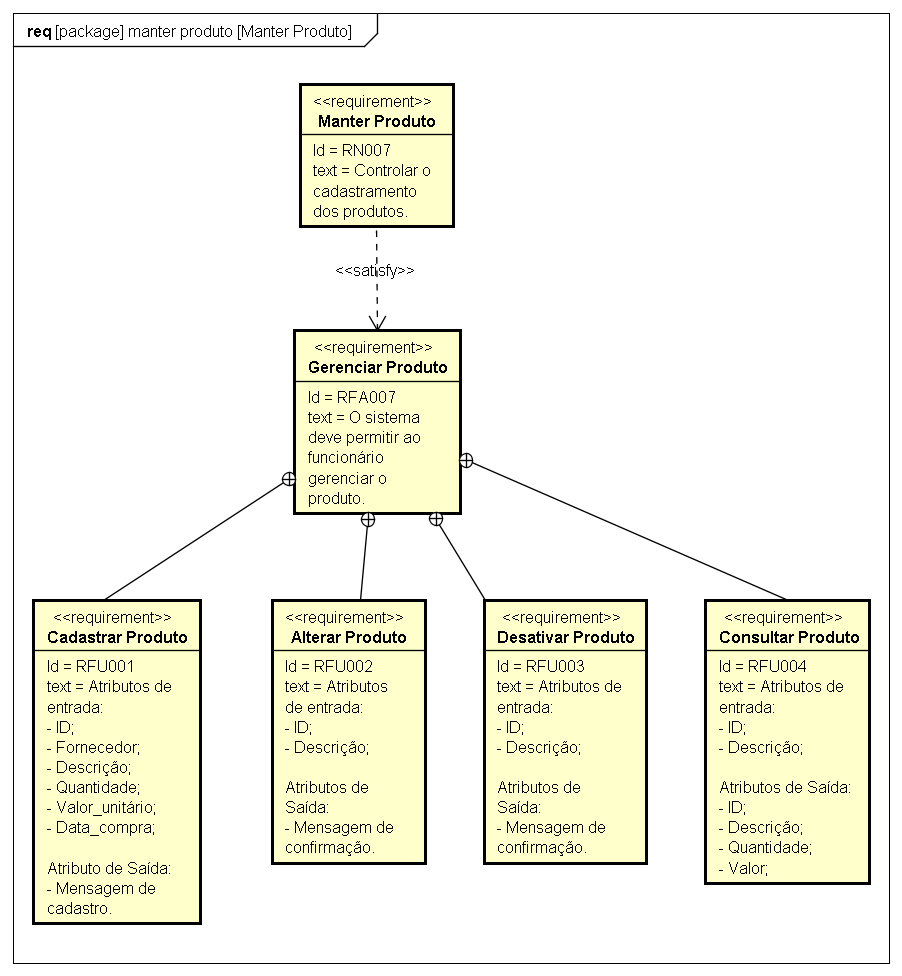 req [package] manter produto [Manter Produto]
<<requirement>>
Manter Produto
Id = RN007
text = Controlar o
cadastramento
dos produtos.
<<satisfy>>
<<requirement>>
Gerenciar Produto
Id = RFA007
text = O sistema
deve permitir ao
funcionário
gerenciar o
produto.
<<requirement>>
Cadastrar Produto
Id = RFU001
text = Atributos de
entrada:
- ID;
- Fornecedor;
- Descrição;
- Quantidade;
- Valor_unitário;
- Data_compra;
Atributo de Saída:
- Mensagem de
cadastro.
<<requirement>>
Alterar Produto
Id = RFU002
text = Atributos
de entrada:
- ID;
- Descrição;
Atributos de
Saída:
- Mensagem de
confirmação.
<<requirement>>
Desativar Produto
Id = RFU003
text = Atributos de
entrada:
- ID;
- Descrição;
Atributos de
Saída:
- Mensagem de
confirmação.
<<requirement>>
Consultar Produto
Id = RFU004
text = Atributos de
entrada:
- ID;
- Descrição;
Atributos de Saída:
- ID;
- Descrição;
- Quantidade;
- Valor;